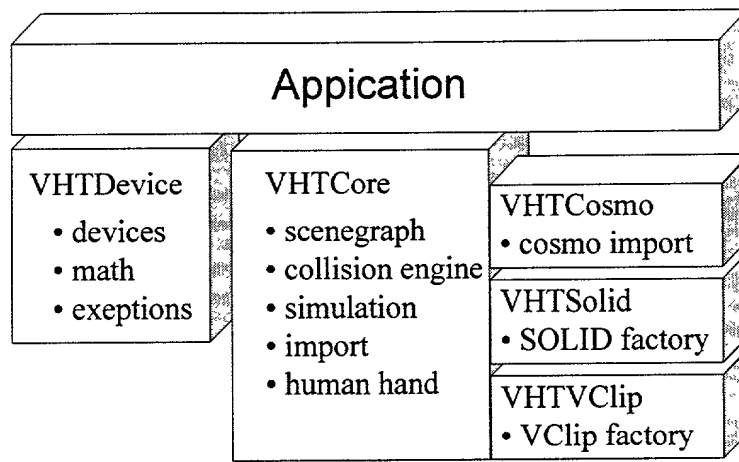 Appication
VHTDevice
• devices
• math
• exeptions
VHTCore
• scenegraph
• collision engine
• simulation
• import
• human hand
VHTCosmo
• cosmo import
VHTSolid
• SOLID factory
VHTVClip
• VClip factory